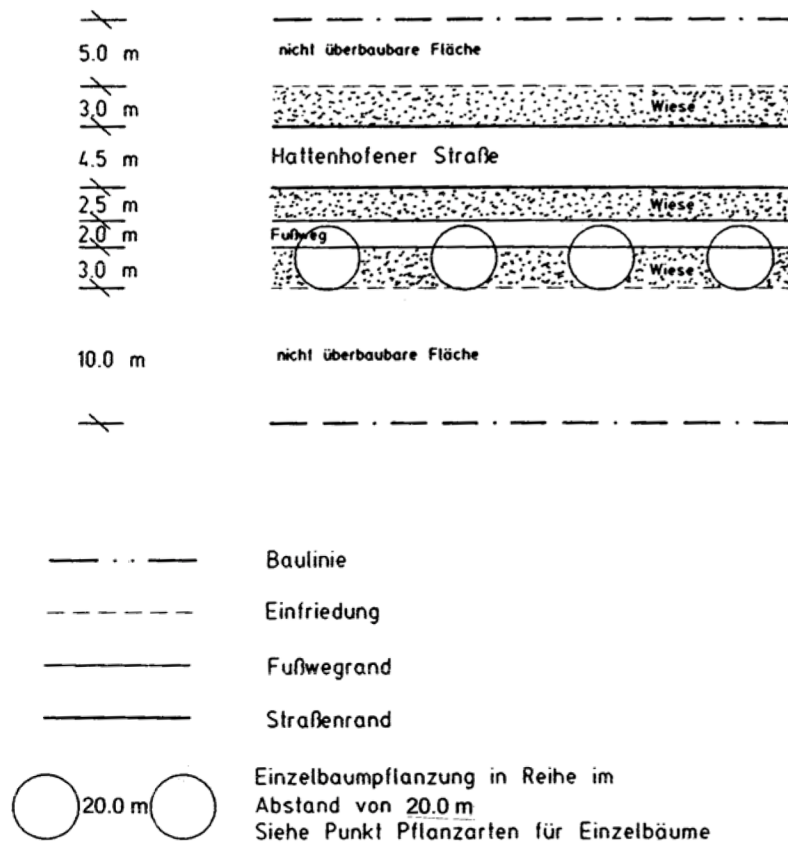 5.0 m nicht überbaubare Fläche
3.0 m Wiese
4.5 m Hattenhofener Straße
2.5 m Wiese
2.0 m Fußweg
3.0 m Wiese
10.0 m nicht überbaubare Fläche
Baulinie
Einfriedung
Fußwegrand
Straßenrand
20.0 m Einzelbaumpflanzung in Reihe im
Abstand von 20.0 m
Siehe Punkt Pflanzarten für Einzelbäume